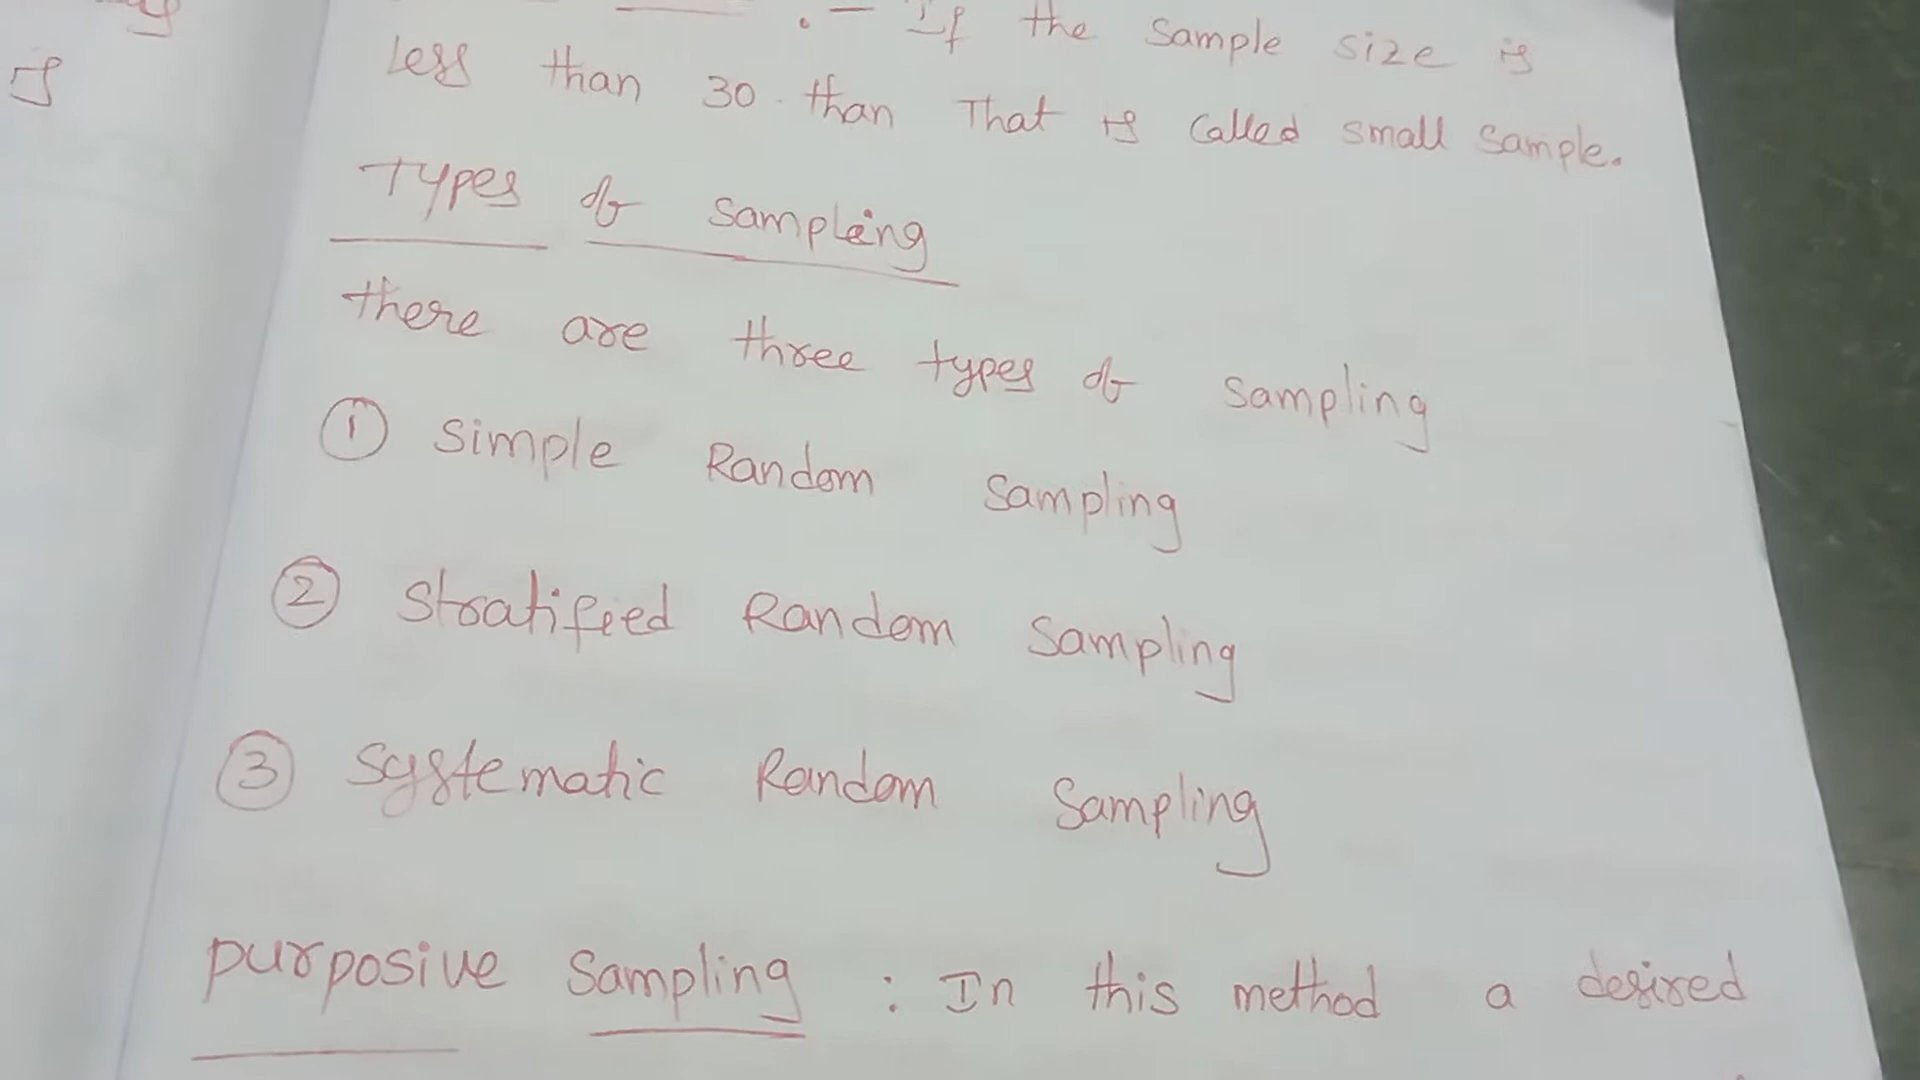 is
If the Sample size is
Less than 30 . than That is Called small Sample.
Types of Sampling
there are three types of Sampling
① Simple Random Sampling
② Stratified Random Sampling
③ Systematic Random Sampling
purposive Sampling : In this method a desired